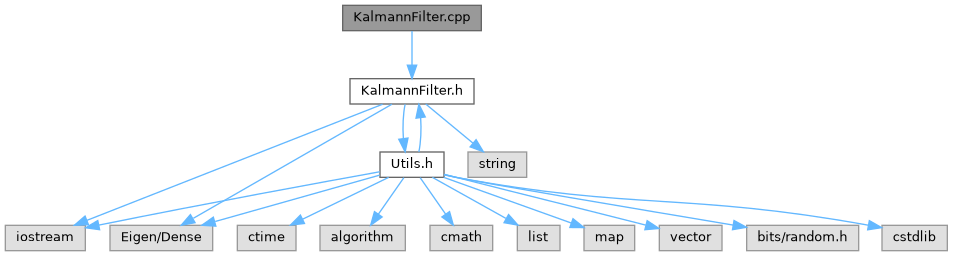 KalmannFilter.cpp
KalmannFilter.h
Utils.h
string
iostream
Eigen/Dense
ctime
algorithm
cmath
list
map
vector
bits/random.h
cstdlib